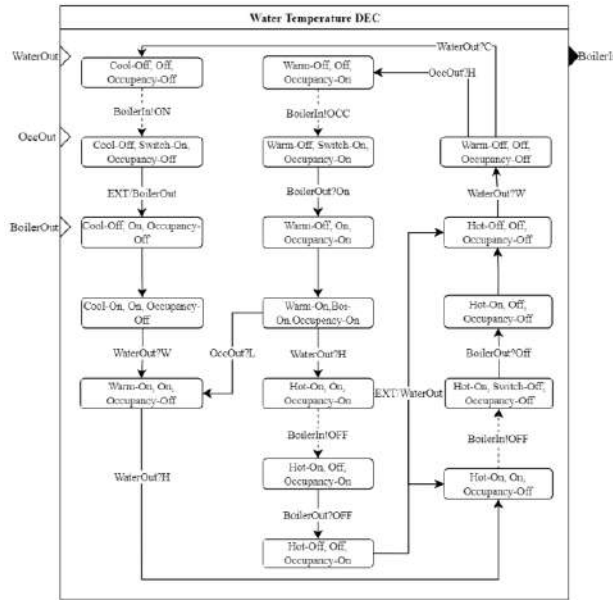 Water Temperature DEC
WaterOut
OccOut
BoilerOut
BoilerIn
Cool-Off, Off,
Occupancy-Off
BoilerIn!ON
Cool-Off, Switch-On,
Occupancy-Off
EXT/BoilerOut
Cool-Off, On, Occupancy-
Off
Cool-On, On, Occupancy-
Off
WaterOut?W
Warm-On, On,
Occupancy-Off
WaterOut?H
Warm-Off, Off,
Occupancy-On
BoilerIn!OCC
Warm-Off, Switch-On,
Occupancy-On
BoilerOut?On
Warm-Off, On,
Occupancy-On
Warm-On,Boi-
On,Occupancy-On
OccOut?L
WaterOut?H
Hot-On, On,
Occupancy-On
BoilerIn!OFF
Hot-On, Off,
Occupancy-On
BoilerOut?OFF
Hot-Off, Off,
Occupancy-On
WaterOut?C
OccOut?H
Warm-Off, Off,
Occupancy-Off
WaterOut?W
Hot-Off, Off,
Occupancy-Off
Hot-On, Off,
Occupancy-Off
BoilerOut?Off
EXT/WaterOut
Hot-On, Switch-Off,
Occupancy-Off
BoilerIn!OFF
Hot-On, On,
Occupancy-Off